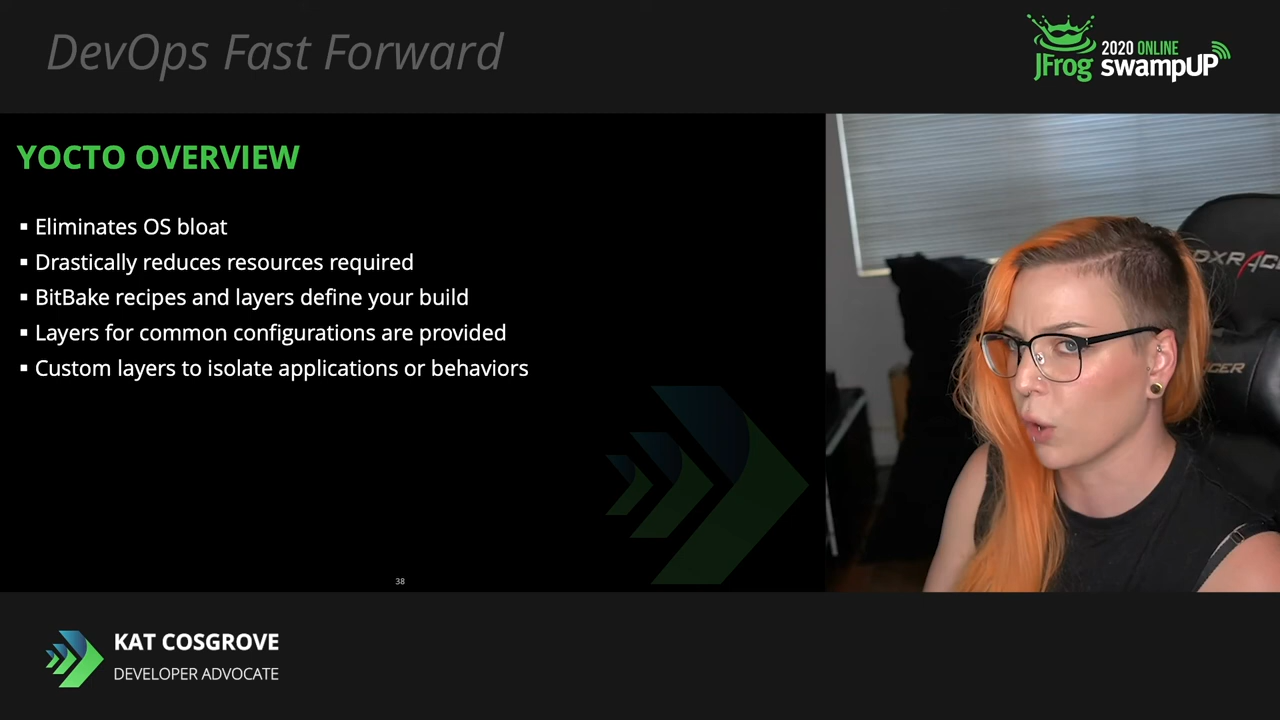 DevOps Fast Forward
JFrog
2020 ONLINE
swampUP
YOCTO OVERVIEW
▪ Eliminates OS bloat
▪ Drastically reduces resources required
▪ BitBake recipes and layers define your build
▪ Layers for common configurations are provided
▪ Custom layers to isolate applications or behaviors
38
KAT COSGROVE
DEVELOPER ADVOCATE